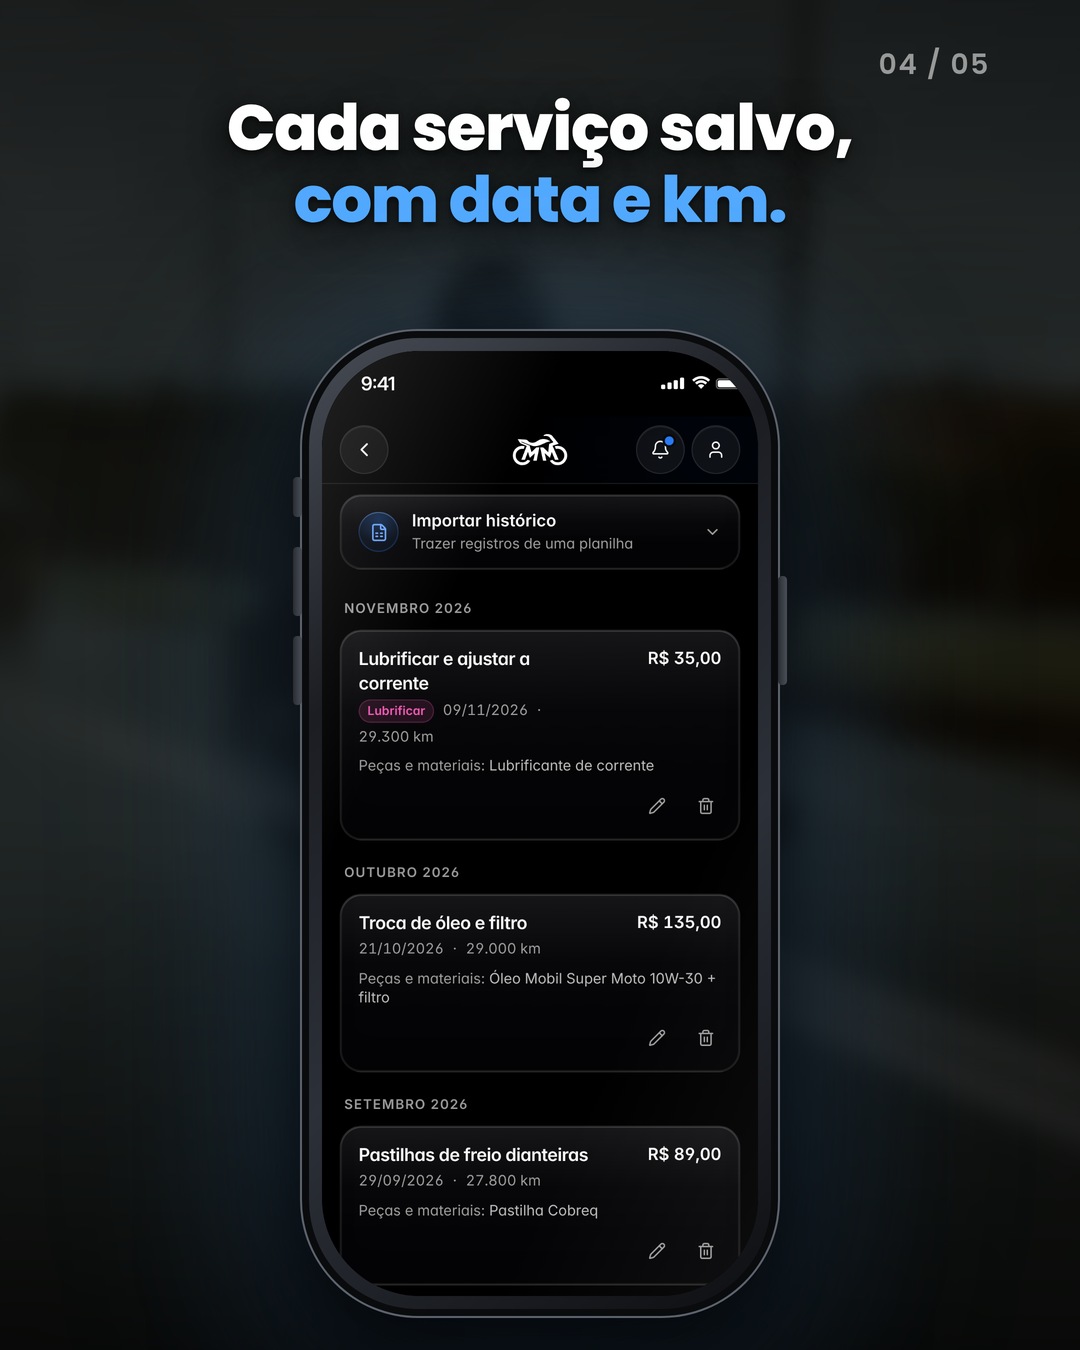 04 / 05
Cada serviço salvo,
com data e km.
9:41
MM
Importar histórico
Trazer registros de uma planilha
NOVEMBRO 2026
Lubrificar e ajustar a
corrente
R$ 35,00
Lubrificar 09/11/2026 ·
29.300 km
Peças e materiais: Lubrificante de corrente
OUTUBRO 2026
Troca de óleo e filtro
R$ 135,00
21/10/2026 · 29.000 km
Peças e materiais: Óleo Mobil Super Moto 10W-30 +
filtro
SETEMBRO 2026
Pastilhas de freio dianteiras
R$ 89,00
29/09/2026 · 27.800 km
Peças e materiais: Pastilha Cobreq